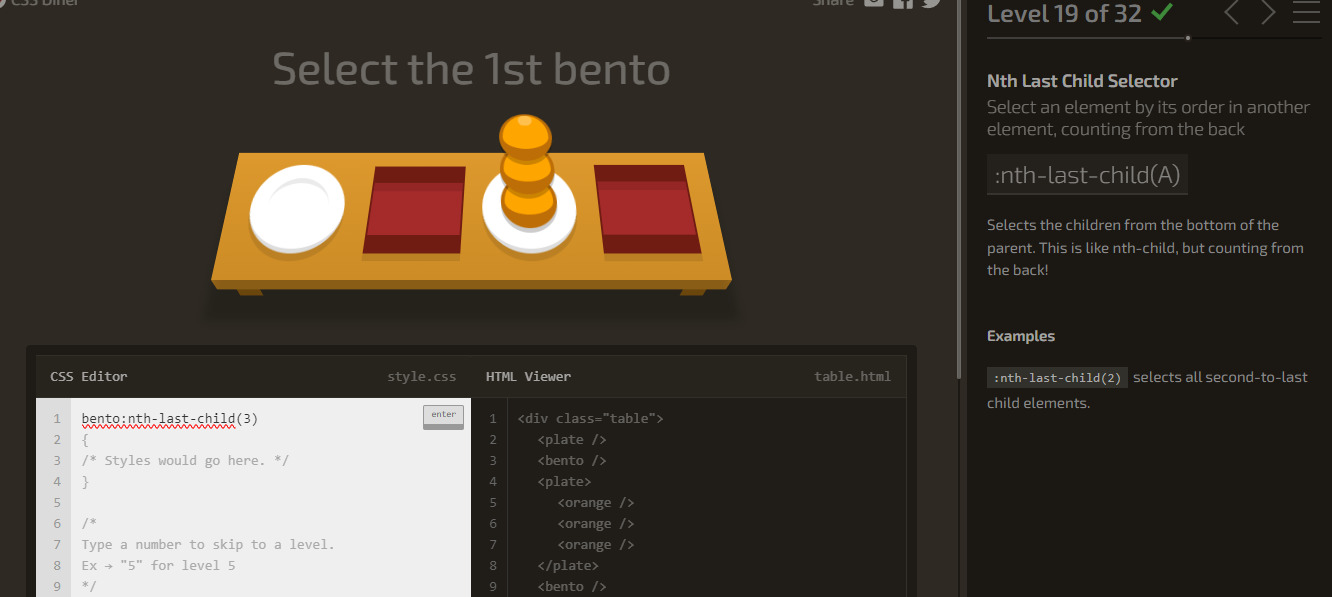 CSS Diner
Share
Select the 1st bento
CSS Editor
style.css
HTML Viewer
table.html
1 bento:nth-last-child(3)
enter
2 {
3 /* Styles would go here. */
4 }
5
6 /*
7 Type a number to skip to a level.
8 Ex → "5" for level 5
9 */
1 <div class="table">
2 <plate />
3 <bento />
4 <plate>
5 <orange />
6 <orange />
7 <orange />
8 </plate>
9 <bento />
Level 19 of 32
Nth Last Child Selector
Select an element by its order in another
element, counting from the back
:nth-last-child(A)
Selects the children from the bottom of the
parent. This is like nth-child, but counting from
the back!
Examples
:nth-last-child(2) selects all second-to-last
child elements.